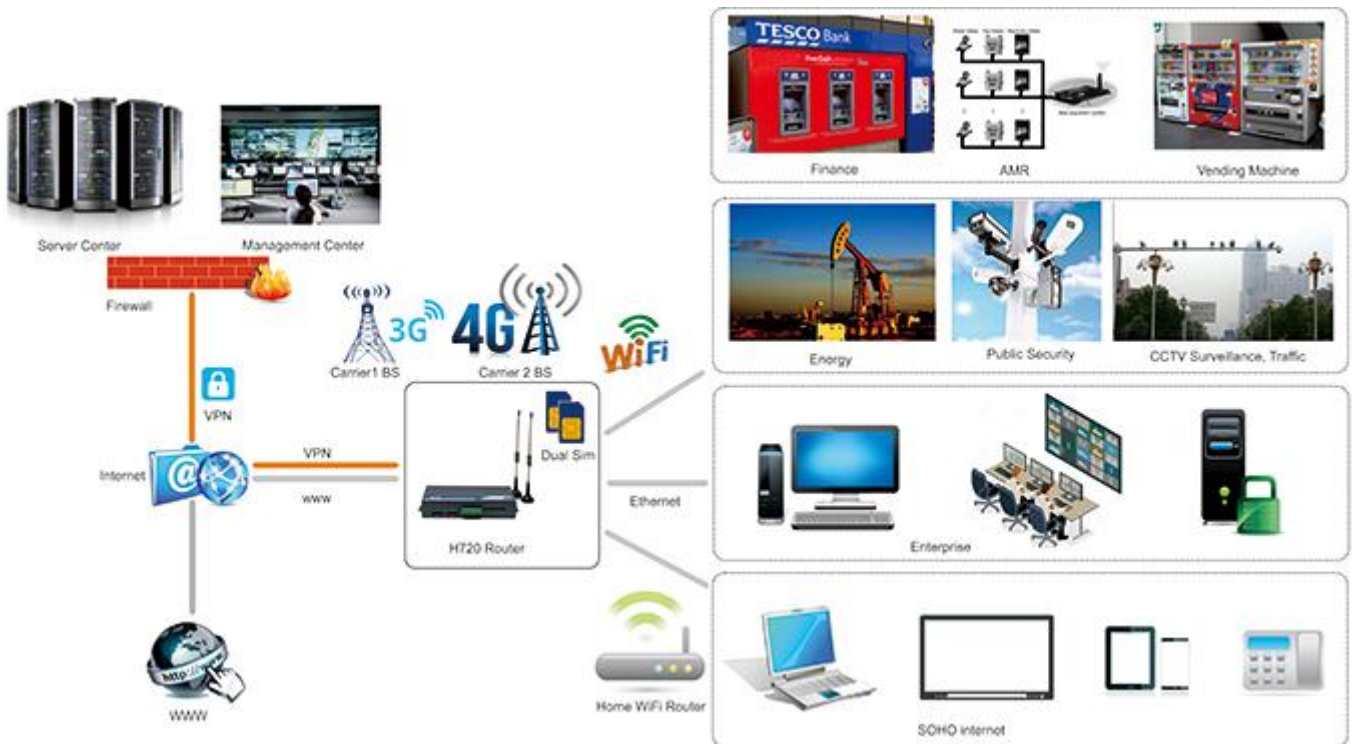 TESCO Bank
Finance
AMR
Vending Machine
Server Center
Management Center
Firewall
3G
4G
WiFi
Carrier1 BS
Carrier 2 BS
Energy
Public Security
CCTV Surveillance, Traffic
VPN
Dual Sim
Internet
@
VPN
www
Ethernet
H720 Router
Enterprise
http://www
Home WiFi Router
WWW
SOHO internet